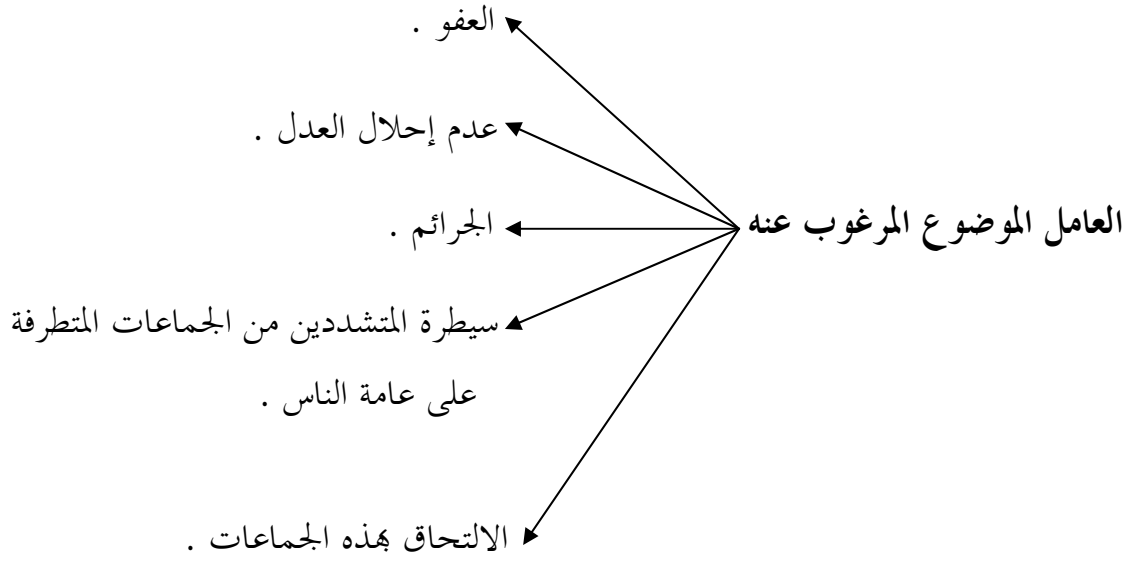 العفو .
عدم إحلال العدل .
العامل الموضوع المرغوب عنه
الجرائم .
سيطرة المتشددين من الجماعات المتطرفة
على عامة الناس .
الالتحاق بهذه الجماعات .